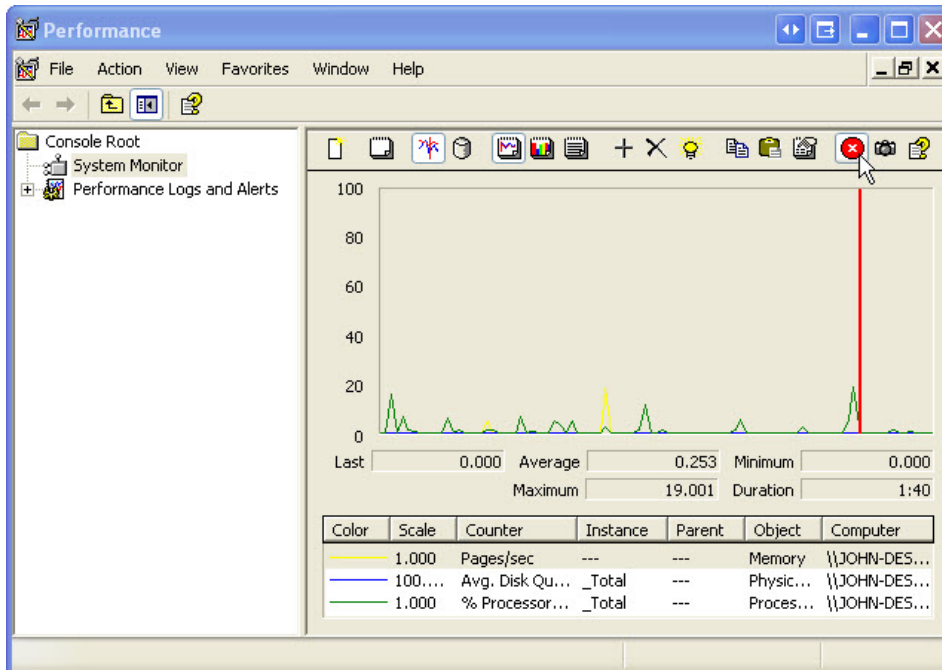 Performance
File Action View Favorites Window Help
Console Root
System Monitor
Performance Logs and Alerts
100
80
60
40
20
0
Last 0.000 Average 0.253 Minimum 0.000
Maximum 19.001 Duration 1:40
Color Scale Counter Instance Parent Object Computer
1.000 Pages/sec --- --- Memory \\JOHN-DES...
100.... Avg. Disk Qu... _Total --- Physic... \\JOHN-DES...
1.000 % Processor... _Total --- Proces... \\JOHN-DES...